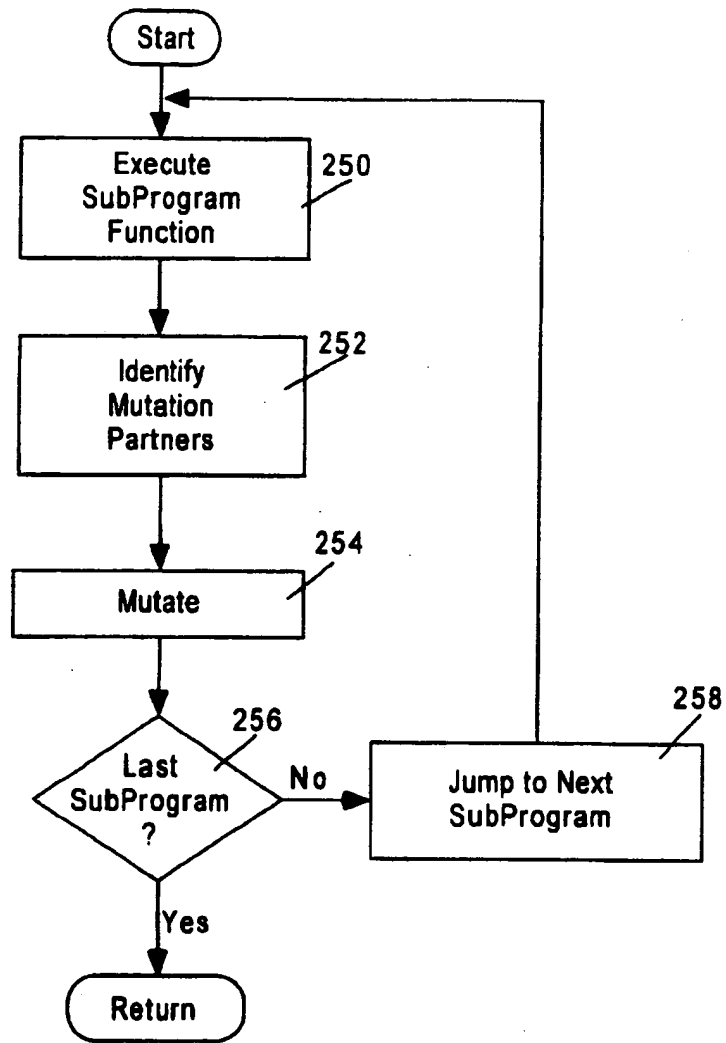 Start
Execute
SubProgram
Function
250
Identify
Mutation
Partners
252
Mutate
254
Last
SubProgram
?
256
No
Jump to Next
SubProgram
258
Yes
Return